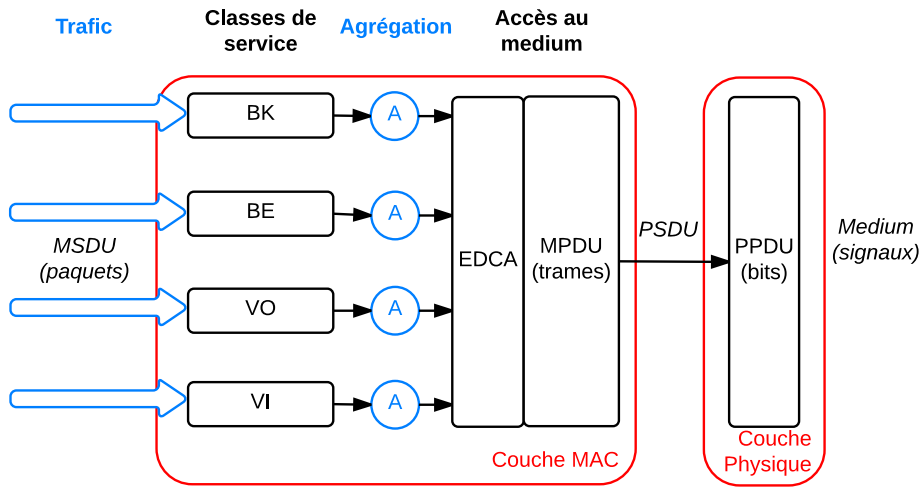 Trafic
Classes de
service
Agrégation
Accès au
medium
BK
A
BE
A
MSDU
(paquets)
EDCA
MPDU
(trames)
PSDU
PPDU
(bits)
Medium
(signaux)
VO
A
VI
A
Couche MAC
Couche
Physique